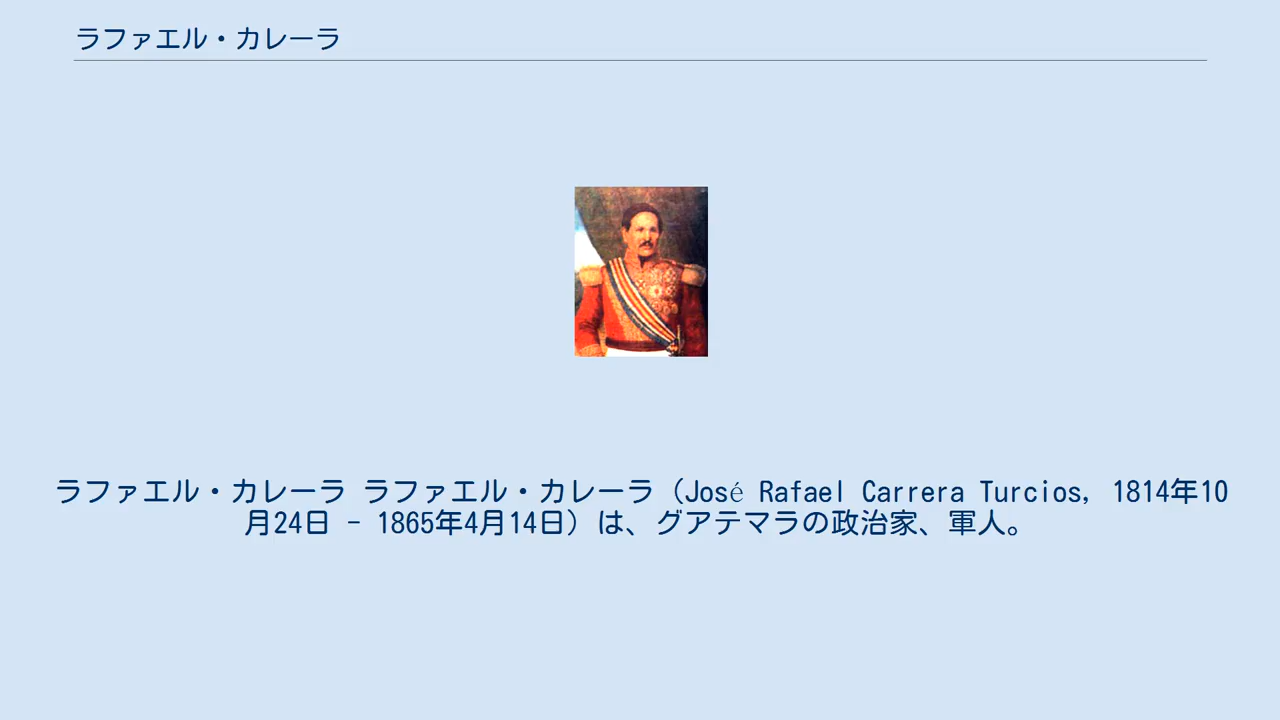 ラファエル・カレーラ
ラファエル・カレーラ ラファエル・カレーラ（José Rafael Carrera Turcios, 1814年10
月24日 - 1865年4月14日）は、グアテマラの政治家、軍人。